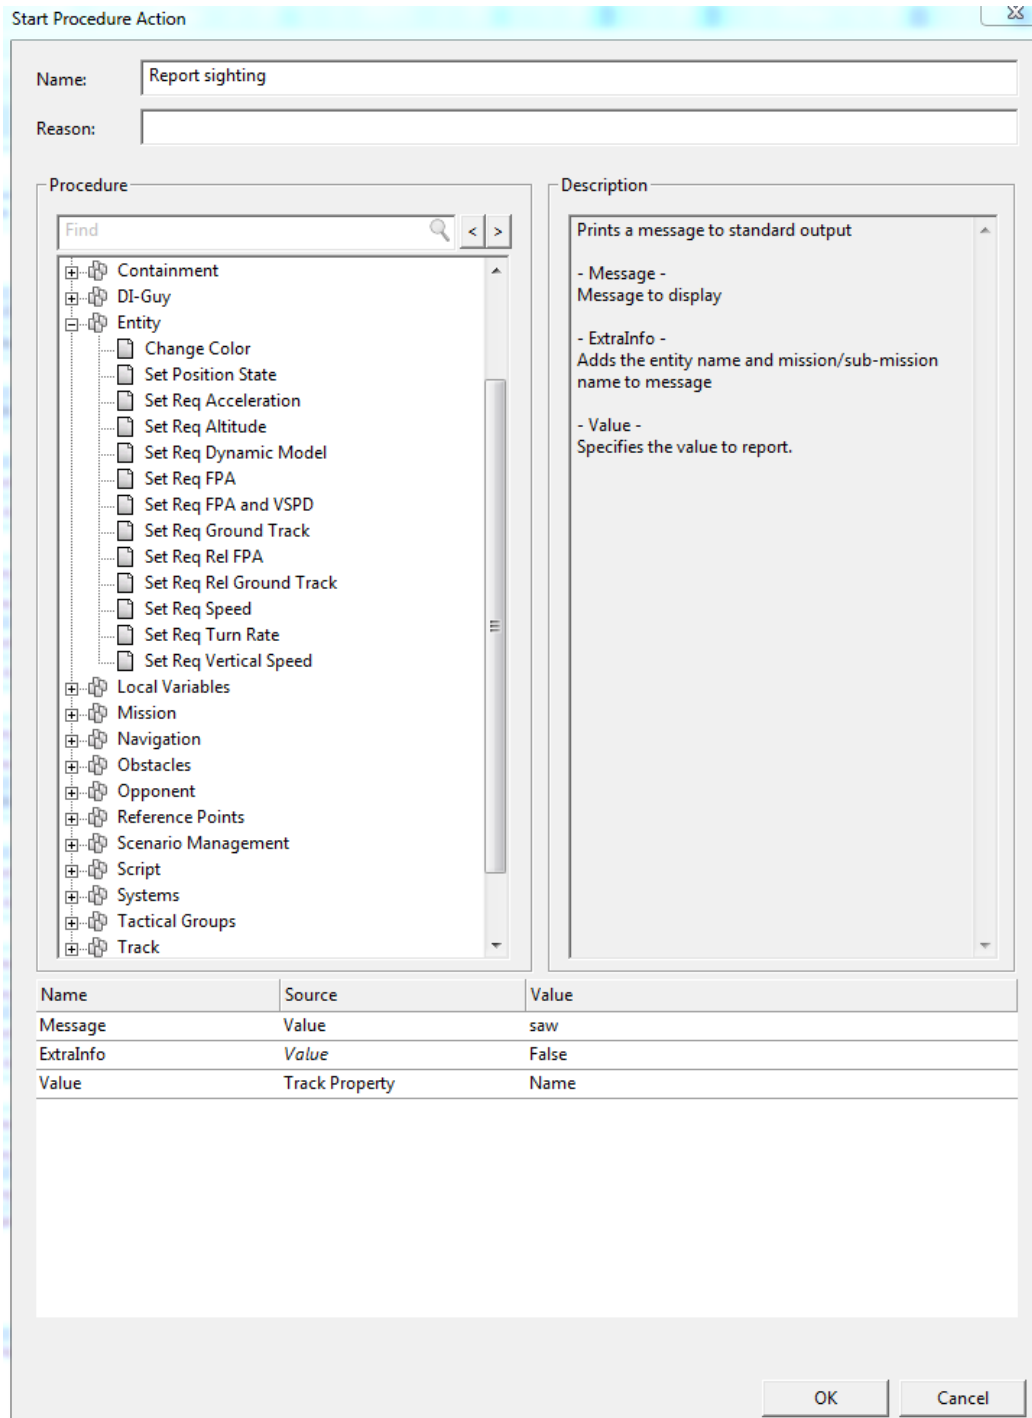 Start Procedure Action
Name:
Report sighting
Reason:
Procedure
Find
< >
Containment
DI-Guy
Entity
Change Color
Set Position State
Set Req Acceleration
Set Req Altitude
Set Req Dynamic Model
Set Req FPA
Set Req FPA and VSPD
Set Req Ground Track
Set Req Rel FPA
Set Req Rel Ground Track
Set Req Speed
Set Req Turn Rate
Set Req Vertical Speed
Local Variables
Mission
Navigation
Obstacles
Opponent
Reference Points
Scenario Management
Script
Systems
Tactical Groups
Track
Description
Prints a message to standard output
- Message -
Message to display
- ExtraInfo -
Adds the entity name and mission/sub-mission
name to message
- Value -
Specifies the value to report.
Name Source Value
Message Value saw
ExtraInfo Value False
Value Track Property Name
OK Cancel